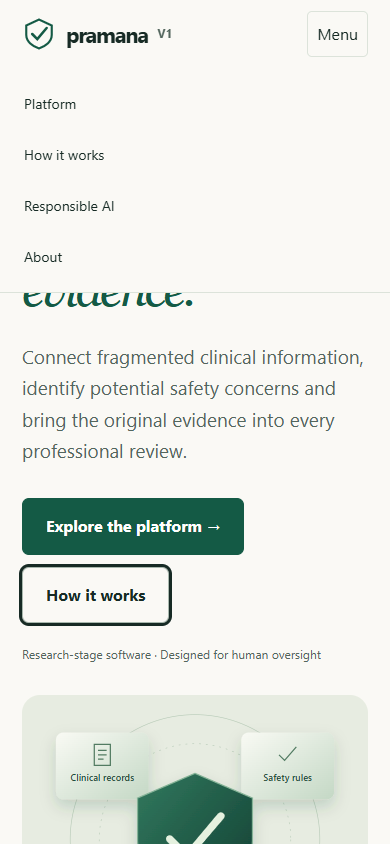 pramana V1
Menu
Platform
How it works
Responsible AI
About
evidence.
Connect fragmented clinical information,
identify potential safety concerns and
bring the original evidence into every
professional review.
Explore the platform →
How it works
Research-stage software · Designed for human oversight
Clinical records
Safety rules